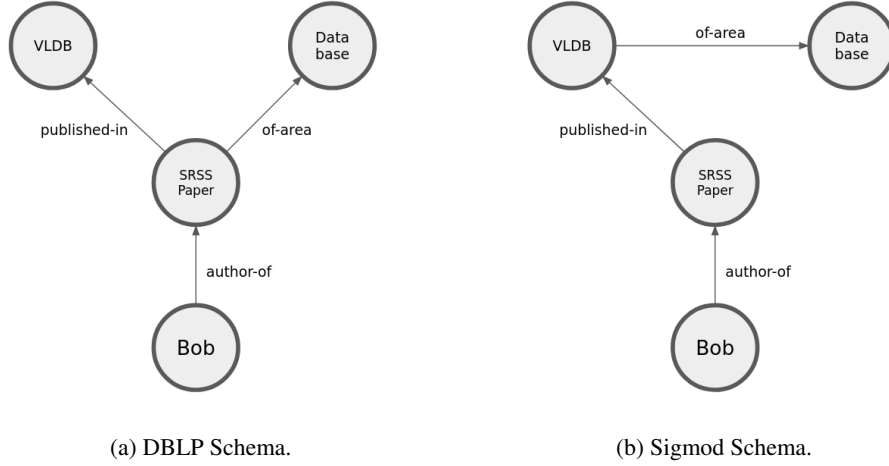 VLDB
Data
base
published-in
of-area
SRSS
Paper
author-of
Bob
(a) DBLP Schema.
VLDB
of-area
Data
base
published-in
SRSS
Paper
author-of
Bob
(b) Sigmod Schema.